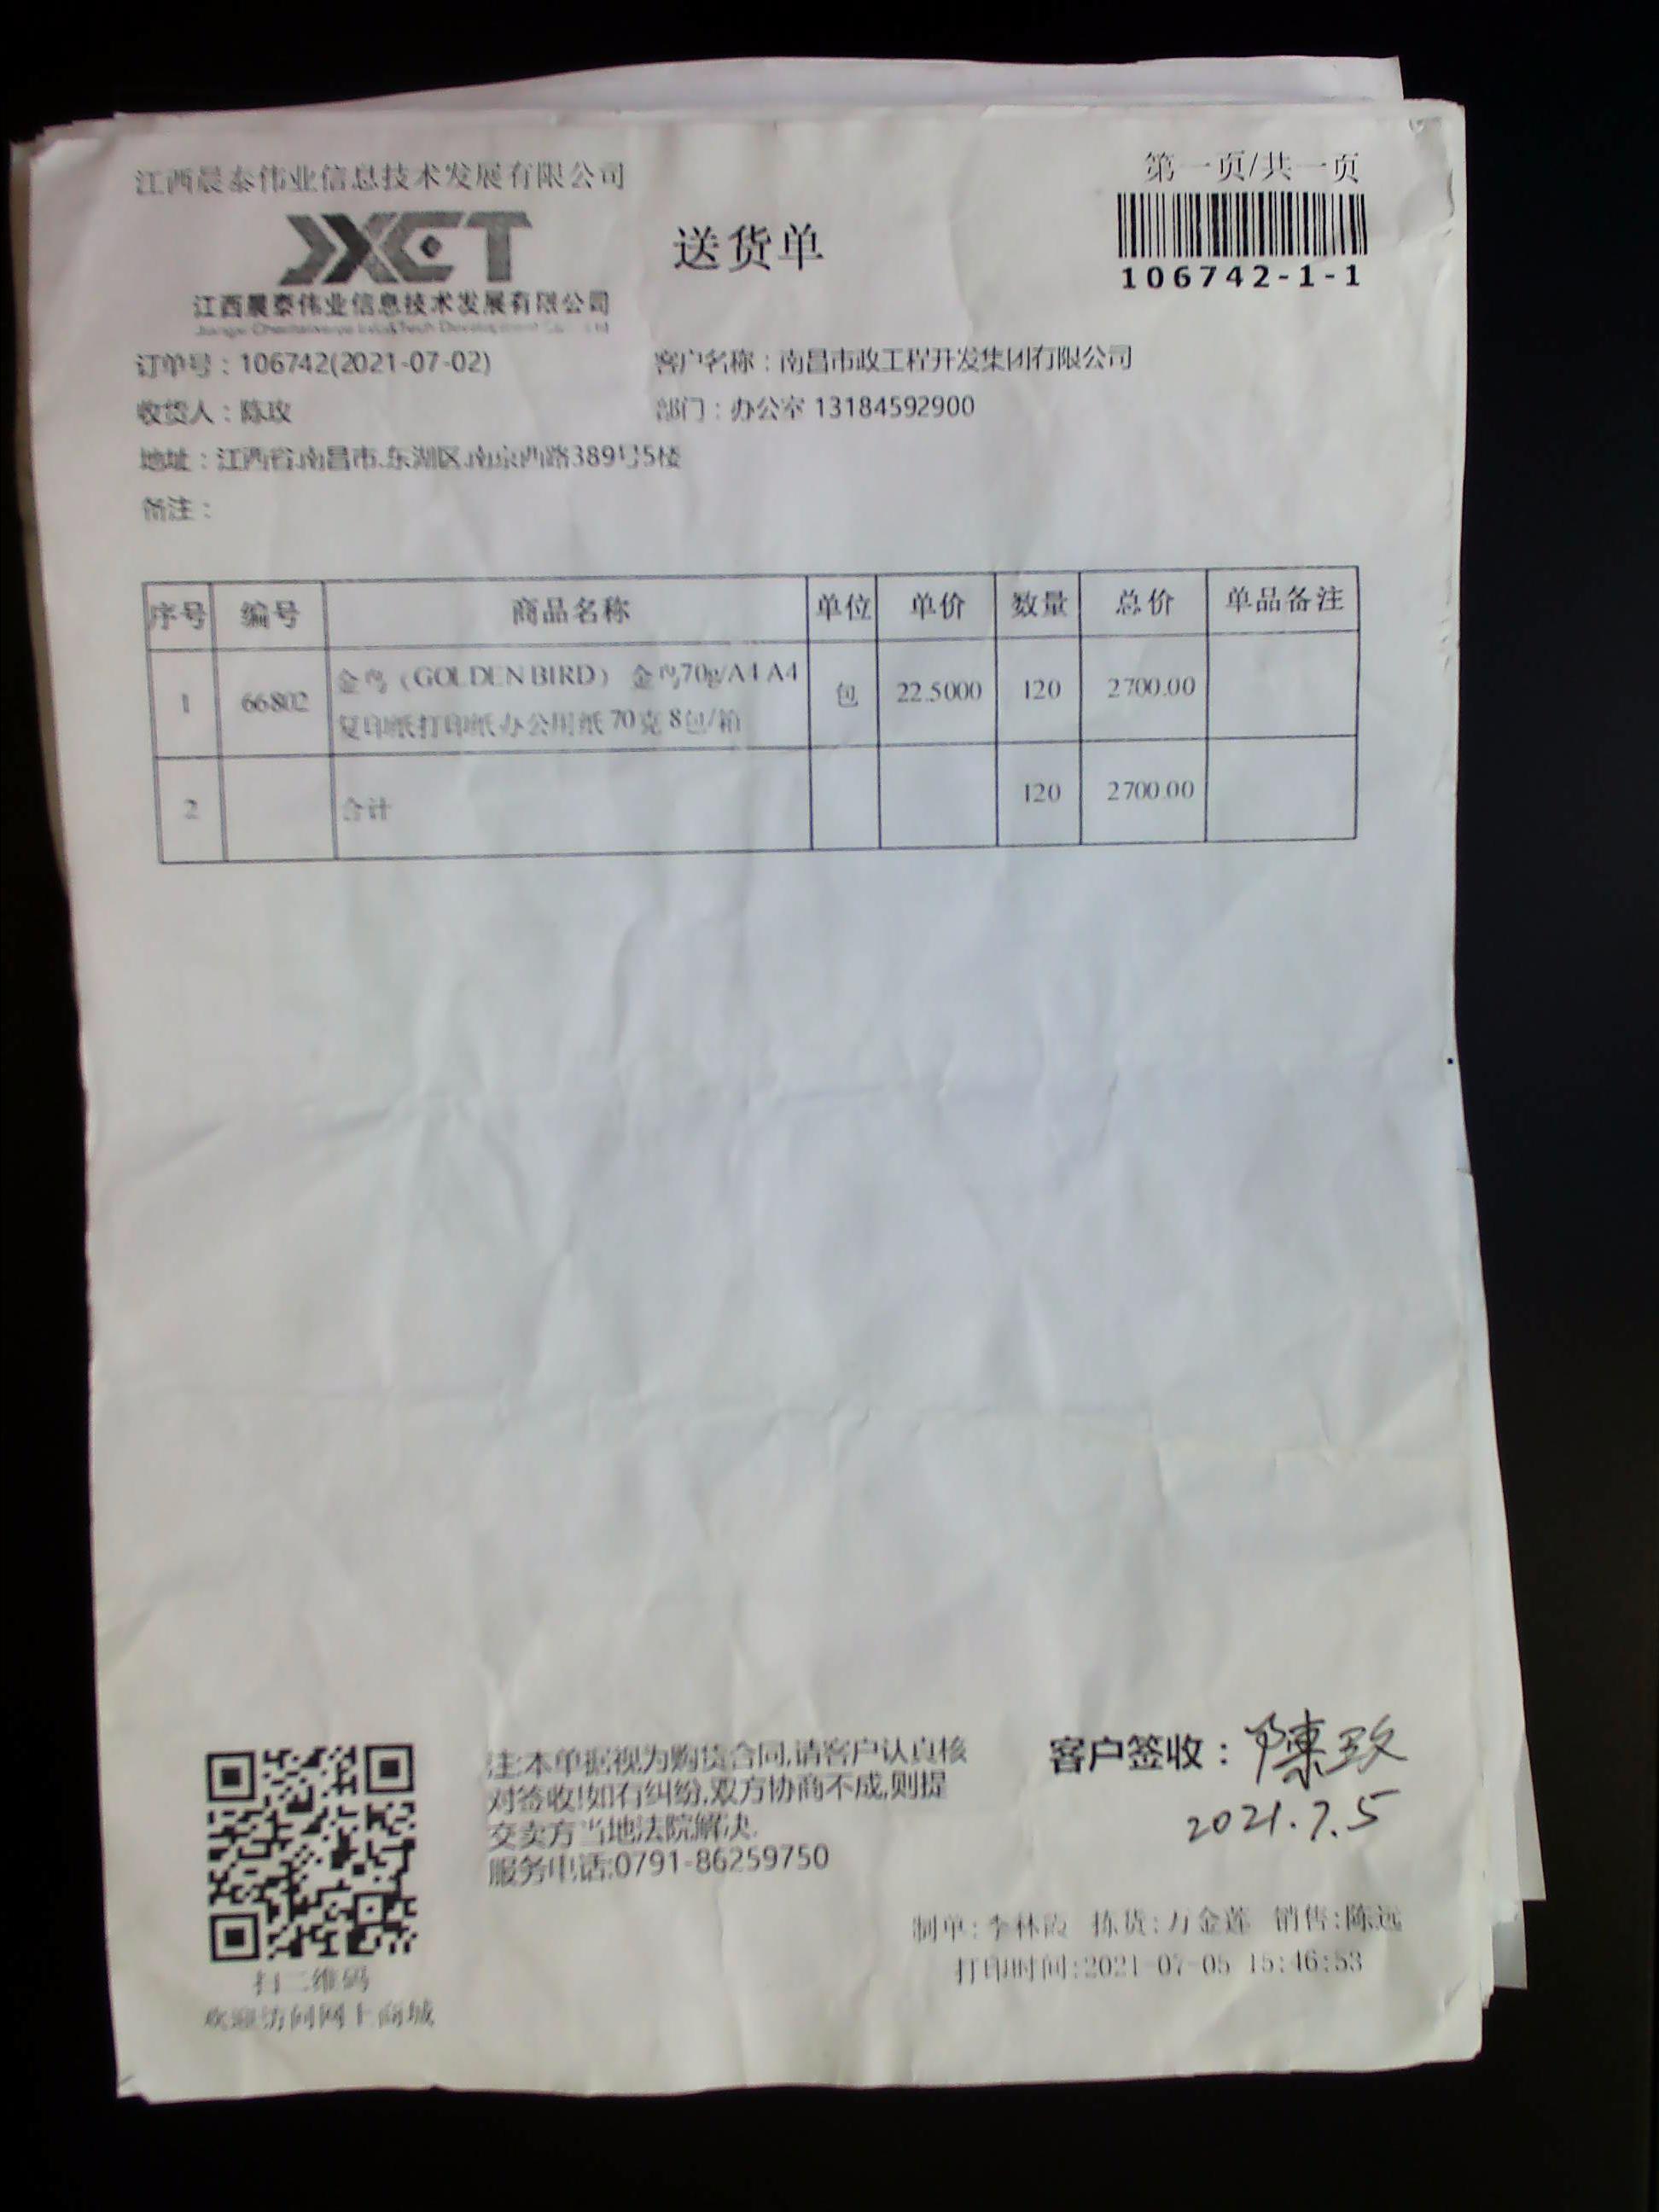 江西晨泰伟业信息技术发展有限公司
第一页/共一页
JXCT
送货单
106742-1-1
江西晨泰伟业信息技术发展有限公司
订单号：106742(2021-07-02)
客户名称：南昌市政工程开发集团有限公司
收货人：陈玫
部门：办公室 13184592900
地址：江西省.南昌市.东湖区.南京西路389号5楼
备注：
序号 编号 商品名称 单位 单价 数量 总价 单品备注
1 66802 金鸟（GOLDEN BIRD） 金鸟70g/A4 A4 包 22.5000 120 2700.00
复印纸打印纸办公用纸 70克 8包/箱
2 合计 120 2700.00
注:本单据视为购货合同,请客户认真核
对签收!如有纠纷,双方协商不成,则提
交卖方当地法院解决.
服务电话:0791-86259750
客户签收：陳玫
2021.7.5
制单:李林霞 拣货:万金莲 销售:陈远
打印时间:2021-07-05 15:46:53
扫二维码
欢迎访问网上商城